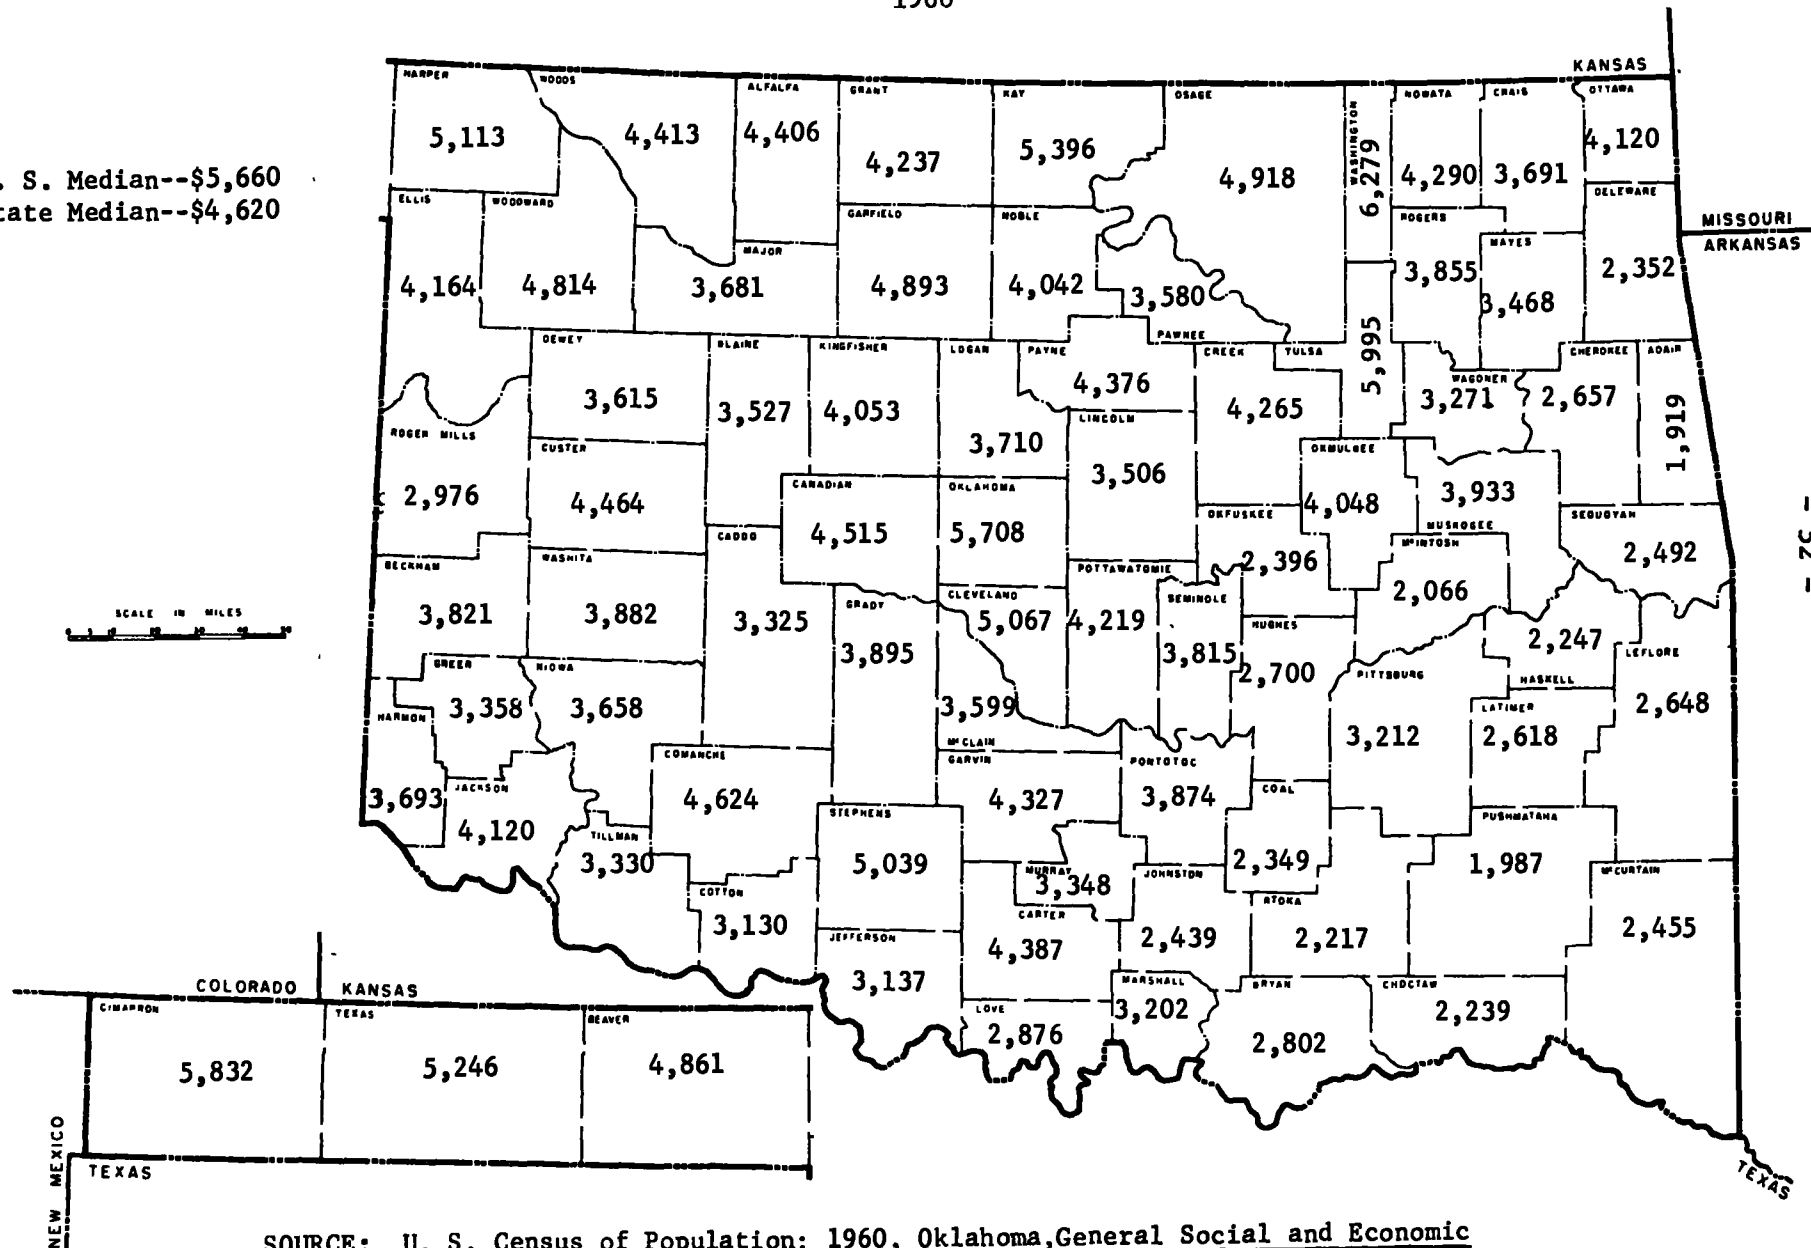 1960
KANSAS
HARPER
WOODS
ALFALFA
GRANT
KAY
OSAGE
WASHINGTON
NOWATA
CRAIG
OTTAWA
5,113
4,413
4,406
4,237
5,396
4,918
6,279
4,290
3,691
4,120
. S. Median--$5,660
tate Median--$4,620
ELLIS
WOODWARD
MAJOR
GARFIELD
NOBLE
ROGERS
MAYES
DELEWARE
MISSOURI
ARKANSAS
4,164
4,814
3,681
4,893
4,042
3,580
3,855
3,468
2,352
DEWEY
BLAINE
KINGFISHER
LOGAN
PAYNE
PAWNEE
CREEK
TULSA
5,995
WAGONER
CHEROKEE
ADAIR
3,615
3,527
4,053
3,710
4,376
4,265
3,271
2,657
1,919
ROGER MILLS
CUSTER
LINCOLN
OKMULGEE
2,976
4,464
CANADIAN
OKLAHOMA
3,506
OKFUSKEE
4,048
3,933
MUSKOGEE
SEQUOYAH
CADDO
4,515
5,708
2,396
MCINTOSH
2,492
- 32 -
BECKHAM
WASHITA
POTTAWATOMIE
SEMINOLE
2,066
SCALE IN MILES
3,821
3,882
3,325
GRADY
3,895
CLEVELAND
5,067
4,219
3,815
HUGHES
2,700
PITTSBURG
2,247
HASKELL
LEFLORE
GREER
KIOWA
3,358
3,658
3,599
3,212
LATIMER
2,618
2,648
HARMON
3,693
JACKSON
4,120
COMANCHE
4,624
MCCLAIN
GARVIN
4,327
PONTOTOC
3,874
COAL
2,349
PUSHMATAHA
1,987
TILLMAN
3,330
COTTON
3,130
STEPHENS
5,039
MURRAY
3,348
JOHNSTON
2,439
ATOKA
2,217
MCCURTAIN
2,455
JEFFERSON
3,137
CARTER
4,387
MARSHALL
3,202
BRYAN
2,802
CHOCTAW
2,239
LOVE
2,876
COLORADO
KANSAS
CIMARRON
TEXAS
BEAVER
5,832
5,246
4,861
NEW MEXICO
TEXAS
TEXAS
SOURCE: U. S. Census of Population: 1960, Oklahoma,General Social and Economic